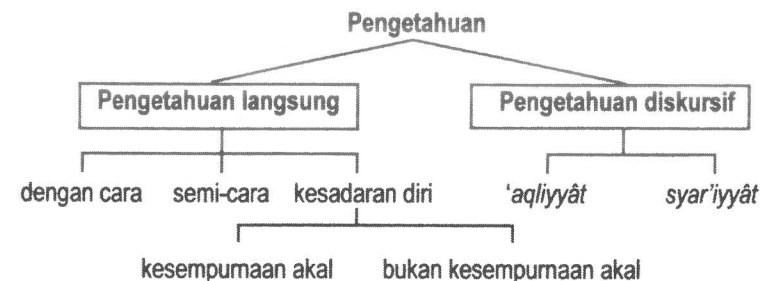 Pengetahuan
Pengetahuan langsung Pengetahuan diskursif
dengan cara semi-cara kesadaran diri 'aqliyyât syar'iyyât
kesempurnaan akal bukan kesempurnaan akal